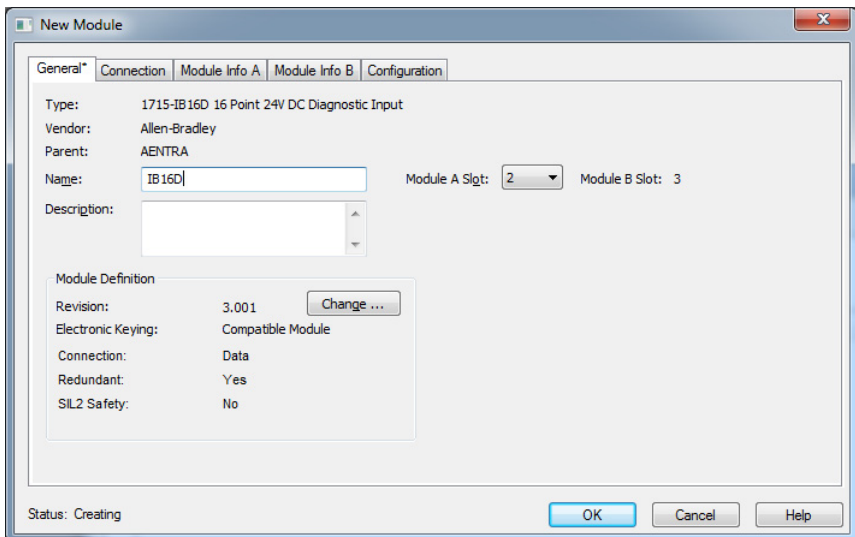 New Module
General* Connection Module Info A Module Info B Configuration
Type: 1715-IB16D 16 Point 24V DC Diagnostic Input
Vendor: Allen-Bradley
Parent: AENTRA
Name: IB16D Module A Slot: 2 Module B Slot: 3
Description:
Module Definition
Revision: 3.001 Change ...
Electronic Keying: Compatible Module
Connection: Data
Redundant: Yes
SIL2 Safety: No
Status: Creating OK Cancel Help